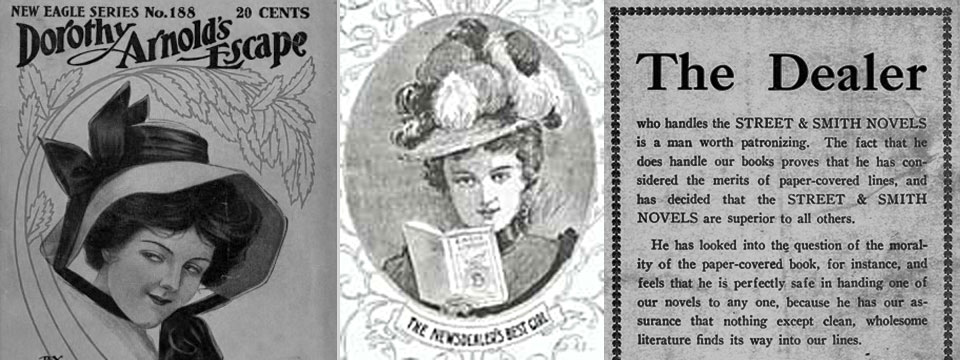 NEW EAGLE SERIES No. 188 20 CENTS
Dorothy Arnold's Escape
BY
THE NEWSDEALER'S BEST GIRL
The Dealer
who handles the STREET & SMITH NOVELS
is a man worth patronizing. The fact that he
does handle our books proves that he has con-
sidered the merits of paper-covered lines, and
has decided that the STREET & SMITH
NOVELS are superior to all others.
He has looked into the question of the moral-
ity of the paper-covered book, for instance, and
feels that he is perfectly safe in handing one of
our novels to any one, because he has our as-
surance that nothing except clean, wholesome
literature finds its way into our lines.